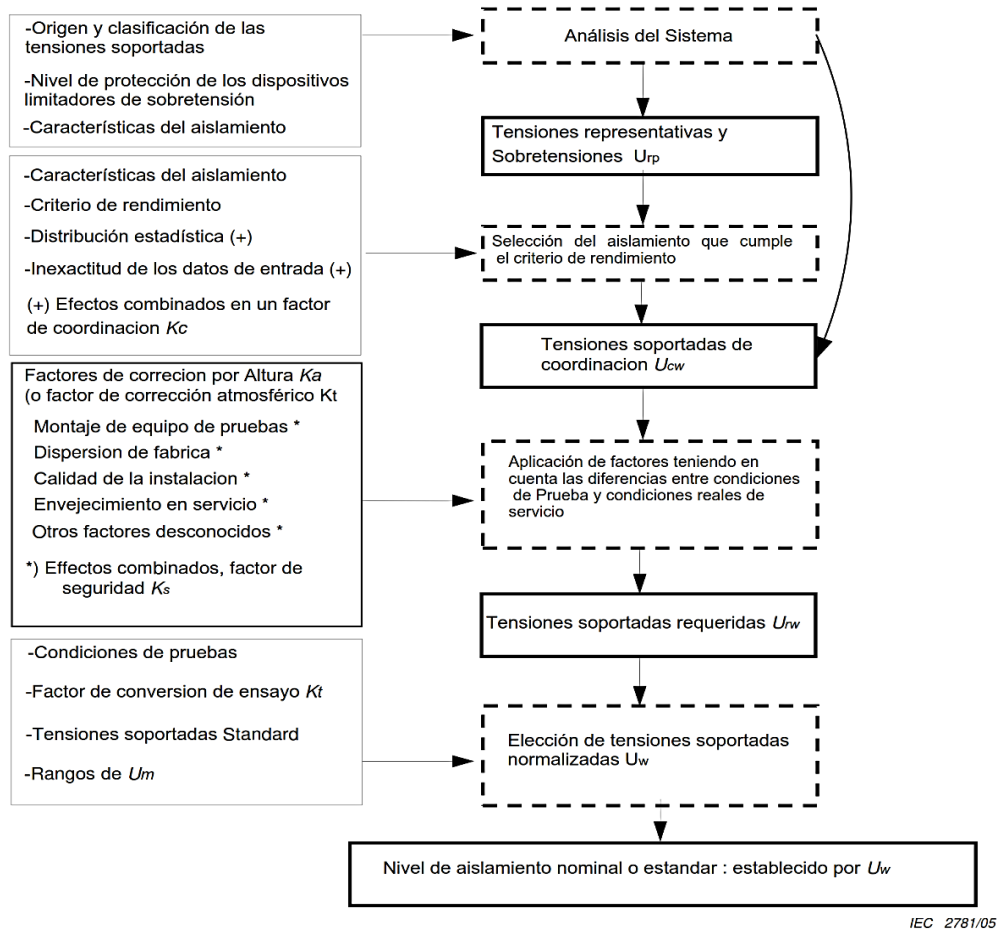 -Origen y clasificación de las
tensiones soportadas
-Nivel de protección de los dispositivos
limitadores de sobretensión
-Características del aislamiento
Análisis del Sistema
Tensiones representativas y
Sobretensiones Urp
-Características del aislamiento
-Criterio de rendimiento
-Distribución estadística (+)
-Inexactitud de los datos de entrada (+)
(+) Efectos combinados en un factor
de coordinacion Kc
Selección del aislamiento que cumple
el criterio de rendimiento
Tensiones soportadas de
coordinacion Ucw
Factores de correcion por Altura Ka
(o factor de corrección atmosférico Kt
Montaje de equipo de pruebas *
Dispersion de fabrica *
Calidad de la instalacion *
Envejecimiento en servicio *
Otros factores desconocidos *
*) Effectos combinados, factor de
seguridad Ks
Aplicación de factores teniendo en
cuenta las diferencias entre condiciones
de Prueba y condiciones reales de
servicio
Tensiones soportadas requeridas Urw
-Condiciones de pruebas
-Factor de conversion de ensayo Kt
-Tensiones soportadas Standard
-Rangos de Um
Elección de tensiones soportadas
normalizadas Uw
Nivel de aislamiento nominal o estandar : establecido por Uw
IEC 2781/05